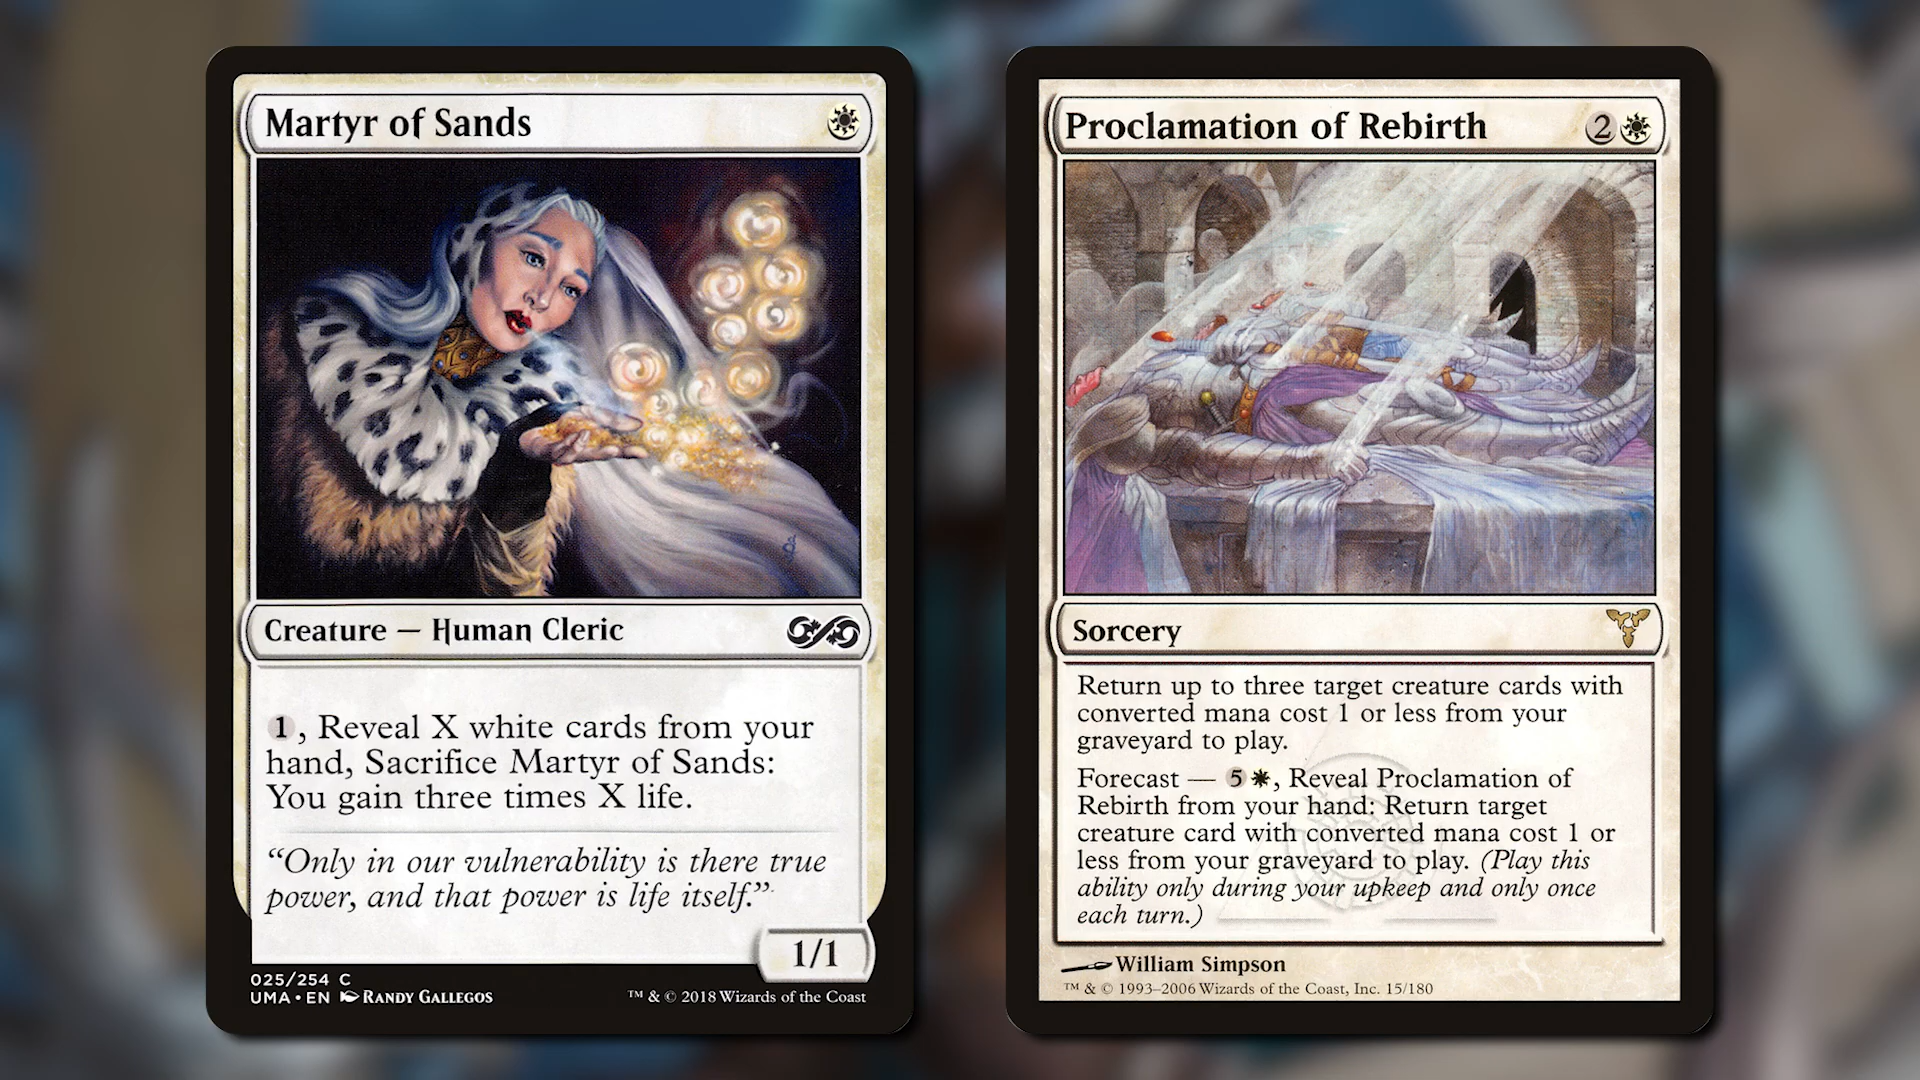 Martyr of Sands
Creature — Human Cleric
1, Reveal X white cards from your
hand, Sacrifice Martyr of Sands:
You gain three times X life.
“Only in our vulnerability is there true
power, and that power is life itself.”
1/1
025/254 C
UMA • EN Randy Gallegos
™ & © 2018 Wizards of the Coast
Proclamation of Rebirth
2
Sorcery
Return up to three target creature cards with
converted mana cost 1 or less from your
graveyard to play.
Forecast — 5, Reveal Proclamation of
Rebirth from your hand: Return target
creature card with converted mana cost 1 or
less from your graveyard to play. (Play this
ability only during your upkeep and only once
each turn.)
William Simpson
™ & © 1993–2006 Wizards of the Coast, Inc. 15/180